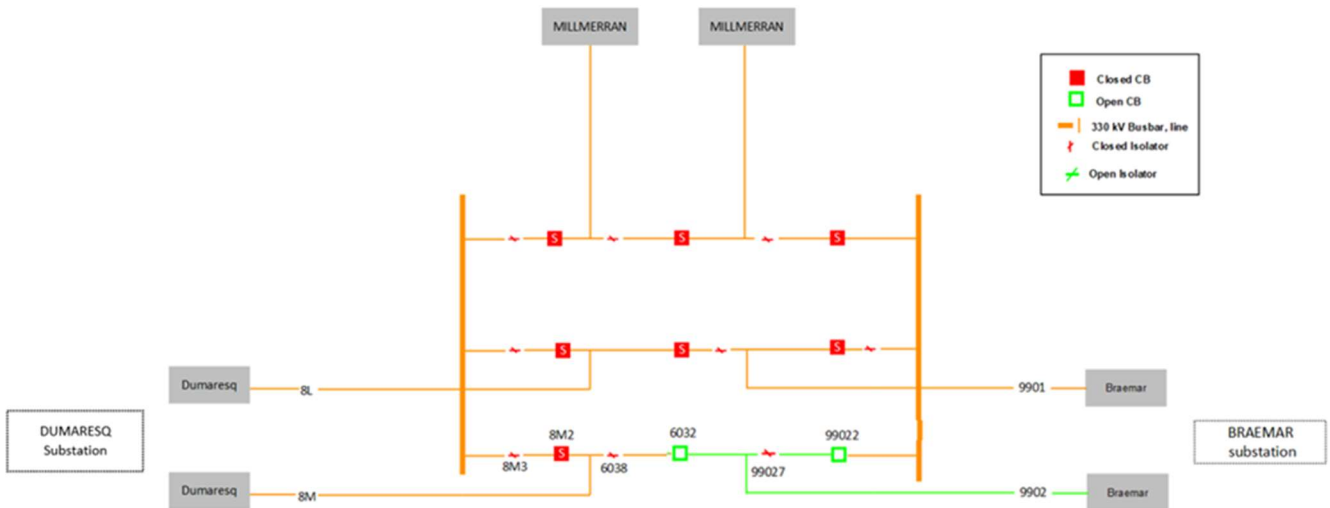 MILLMERRAN
MILLMERRAN
Closed CB
Open CB
330 kV Busbar, line
Closed Isolator
Open Isolator
S
S
S
S
S
S
Dumaresq
8L
9901
Braemar
DUMARESQ
Substation
8M2
6032
99022
BRAEMAR
substation
S
8M3
6038
99027
Dumaresq
8M
9902
Braemar